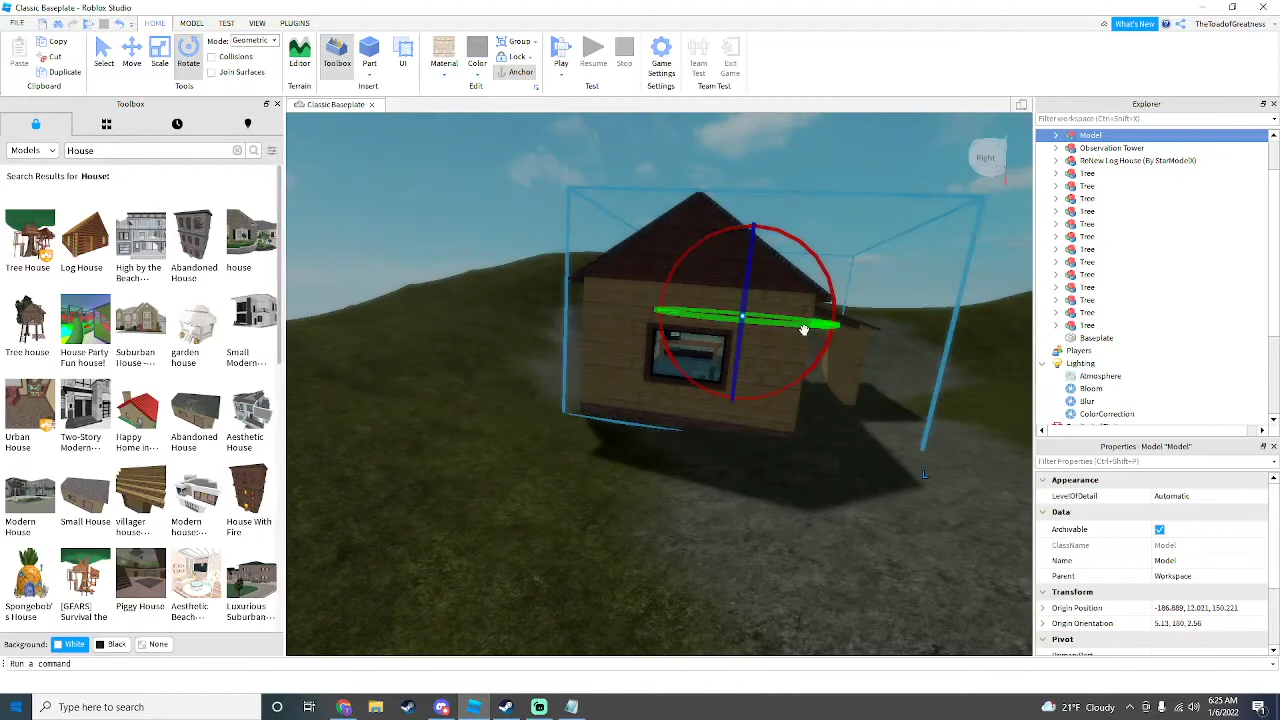 Classic Baseplate - Roblox Studio
FILE HOME MODEL TEST VIEW PLUGINS What's New TheToadofGreatness
Paste Copy Cut Duplicate Clipboard
Select Move Scale Rotate Mode: Geometric Collisions Join Surfaces Tools
Editor Terrain
Toolbox Part UI Insert
Material Color Group Lock Anchor Edit
Play Resume Stop Test
Game Settings Settings
Team Test Exit Game Team Test
Toolbox
Models House
Search Results for House:
Tree House
Log House
High by the Beach-...
Abandoned House
house
Tree house
House Party Fun house!
Suburban House
garden house
Small Modern...
Urban House
Two-Story Modern...
Happy Home in...
Abandoned House
Aesthetic House
Modern House
Small House
villager house
Modern house:...
House With Fire
Spongebob's House
[GEARS] Survival the
Piggy House
Aesthetic Beach...
Luxurious Suburban...
Background: White Black None
Run a command
ClassicBaseplate
Right
L
Explorer
Filter workspace (Ctrl+Shift+X)
Model
Observation Tower
ReNew Log House (By StarModelX)
Tree
Tree
Tree
Tree
Tree
Tree
Tree
Tree
Tree
Tree
Tree
Tree
Tree
Baseplate
Players
Lighting
Atmosphere
Bloom
Blur
ColorCorrection
Properties - Model "Model"
Filter Properties (Ctrl+Shift+P)
Appearance
LevelOfDetail Automatic
Data
Archivable
ClassName Model
Name Model
Parent Workspace
Transform
Origin Position -186.889, 12.021, 150.221
Origin Orientation 5.13, 180, 2.56
Pivot
Type here to search
22°F Cloudy
6:25 AM
1/6/2022